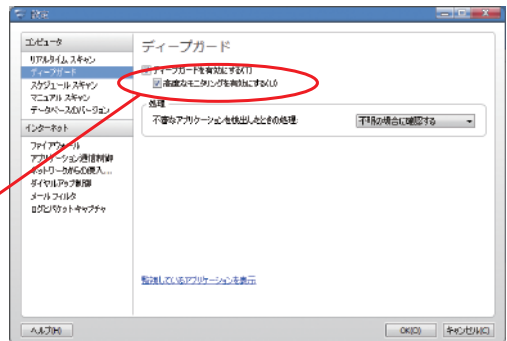 設定
コンピュータ
リアルタイム スキャン
ディープガード
スケジュール スキャン
マニュアル スキャン
データベースのバージョン
インターネット
ファイアウォール
アプリケーション通信制御
ネットワークからの侵入...
ダイヤルアップ制御
メール フィルタ
ログとパケットキャプチャ
ディープガード
ディープガードを有効にする(T)
高度なモニタリングを有効にする(U)
処理
不審なアプリケーションを検出したときの処理:
不明の場合に確認する
監視しているアプリケーションを表示
ヘルプ(H)
OK(O)
キャンセル(C)